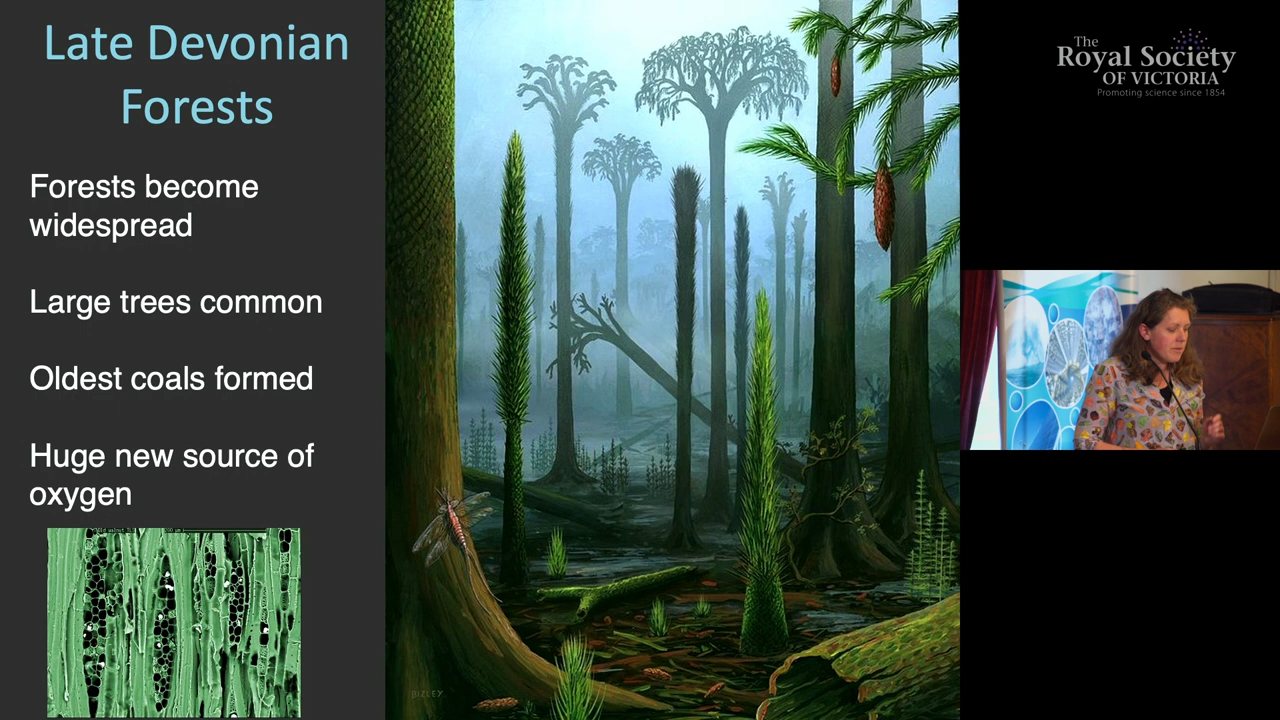 Late Devonian
Forests
Forests become
widespread
Large trees common
Oldest coals formed
Huge new source of
oxygen
BIZLEY
The
Royal Society
OF VICTORIA
Promoting science since 1854